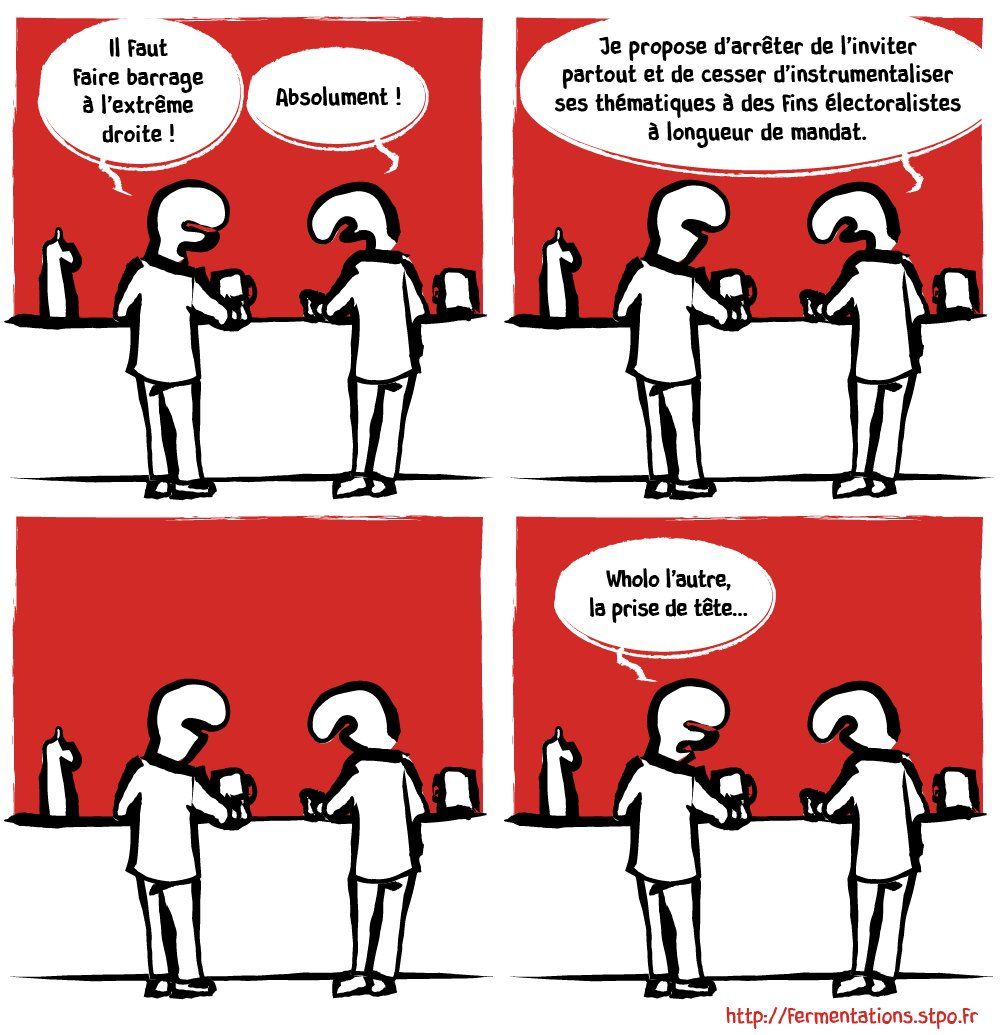 Il faut
faire barrage
à l'extrême
droite !
Absolument !
Je propose d'arrêter de l'inviter
partout et de cesser d'instrumentaliser
ses thématiques à des fins électoralistes
à longueur de mandat.
Wholo l'autre,
la prise de tête...
http://fermentations.stpo.fr